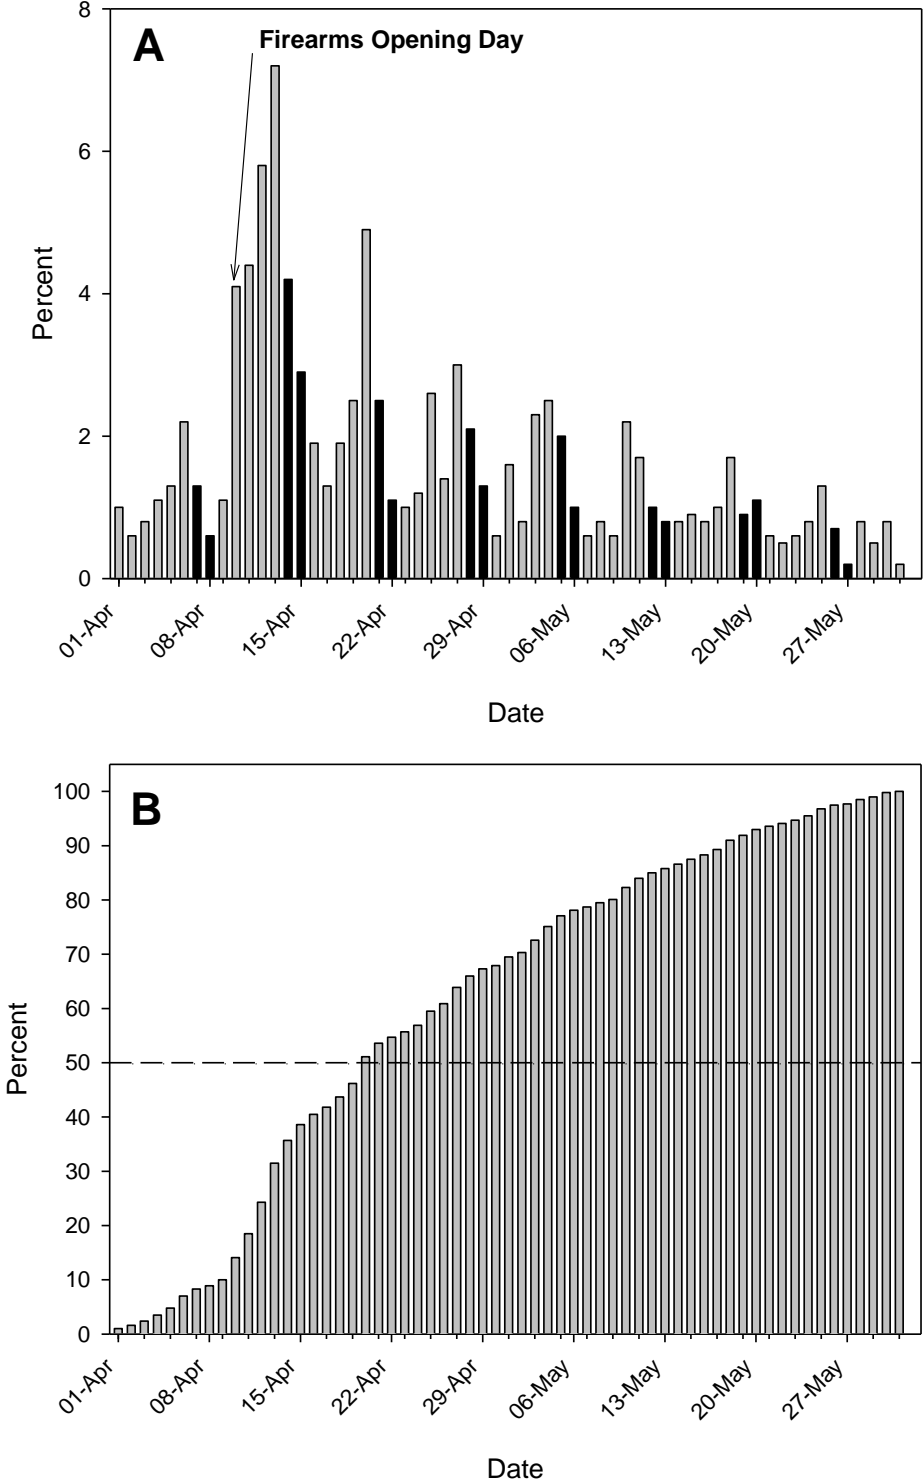 8
A
Firearms Opening Day
6
Percent
4
2
0
01-Apr
08-Apr
15-Apr
22-Apr
29-Apr
06-May
13-May
20-May
27-May
Date
100
B
90
80
70
60
Percent
50
40
30
20
10
0
01-Apr
08-Apr
15-Apr
22-Apr
29-Apr
06-May
13-May
20-May
27-May
Date